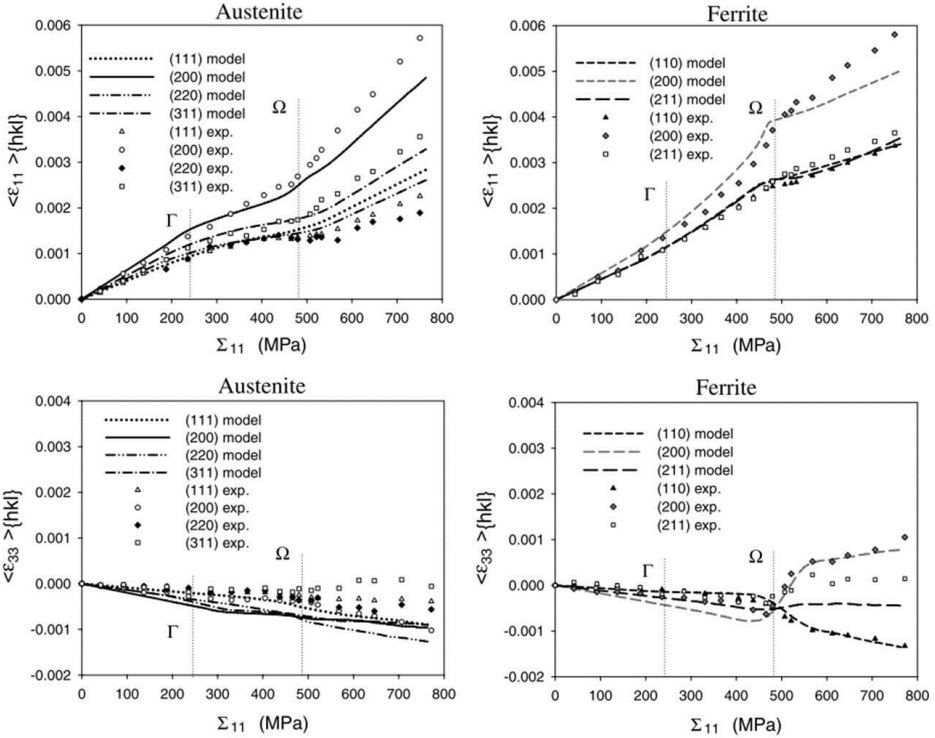 Austenite
0.006
0.005
0.004
0.003
0.002
0.001
0.000
<ε11 >{hkl}
(111) model
(200) model
(220) model
(311) model
(111) exp.
(200) exp.
(220) exp.
(311) exp.
Γ
Ω
0 100 200 300 400 500 600 700 800
Σ11 (MPa)
Ferrite
0.006
0.005
0.004
0.003
0.002
0.001
0.000
<ε11 >{hkl}
(110) model
(200) model
(211) model
(110) exp.
(200) exp.
(211) exp.
Γ
Ω
0 100 200 300 400 500 600 700 800
Σ11 (MPa)
Austenite
0.004
0.003
0.002
0.001
0.000
-0.001
-0.002
<ε33 >{hkl}
(111) model
(200) model
(220) model
(311) model
(111) exp.
(200) exp.
(220) exp.
(311) exp.
Ω
Γ
0 100 200 300 400 500 600 700 800
Σ11 (MPa)
Ferrite
0.004
0.003
0.002
0.001
0.000
-0.001
-0.002
<ε33 >{hkl}
(110) model
(200) model
(211) model
(110) exp.
(200) exp.
(211) exp.
Γ
Ω
0 100 200 300 400 500 600 700 800
Σ11 (MPa)